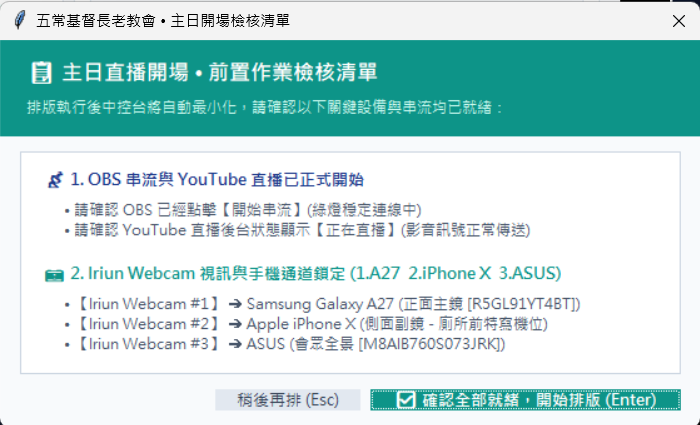 五常基督長老教會 • 主日開場檢核清單
主日直播開場 • 前置作業檢核清單
排版執行後中控台將自動最小化，請確認以下關鍵設備與串流均已就緒：
1. OBS 串流與 YouTube 直播已正式開始
• 請確認 OBS 已經點擊【開始串流】(綠燈穩定連線中)
• 請確認 YouTube 直播後台狀態顯示【正在直播】(影音訊號正常傳送)
2. Iriun Webcam 視訊與手機通道鎖定 (1.A27 2.iPhone X 3.ASUS)
• 【Iriun Webcam #1】 ➔ Samsung Galaxy A27 (正面主鏡 [R5GL91YT4BT])
• 【Iriun Webcam #2】 ➔ Apple iPhone X (側面副鏡 - 廁所前特寫機位)
• 【Iriun Webcam #3】 ➔ ASUS (會眾全景 [M8AIB760S073JRK])
稍後再排 (Esc)
確認全部就緒，開始排版 (Enter)